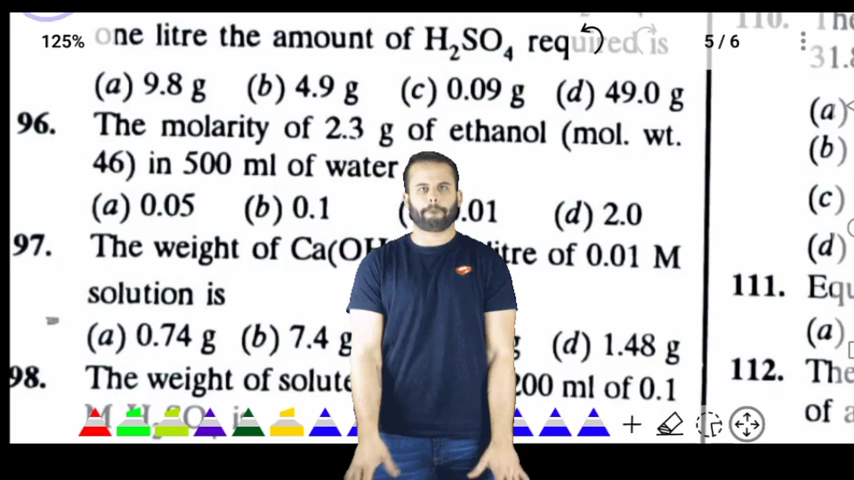 125% one litre the amount of H₂SO₄ required is 5 / 6
(a) 9.8 g (b) 4.9 g (c) 0.09 g (d) 49.0 g
96. The molarity of 2.3 g of ethanol (mol. wt.
46) in 500 ml of water
(a) 0.05 (b) 0.1 .01 (d) 2.0
97. The weight of Ca(OH litre of 0.01 M
solution is
(a) 0.74 g (b) 7.4 g g (d) 1.48 g
98. The weight of solute 200 ml of 0.1
M H₂SO₄ is
110. The
31.8
(a)
(b)
(c)
(d)
111. Equ
(a)
112. The
of a